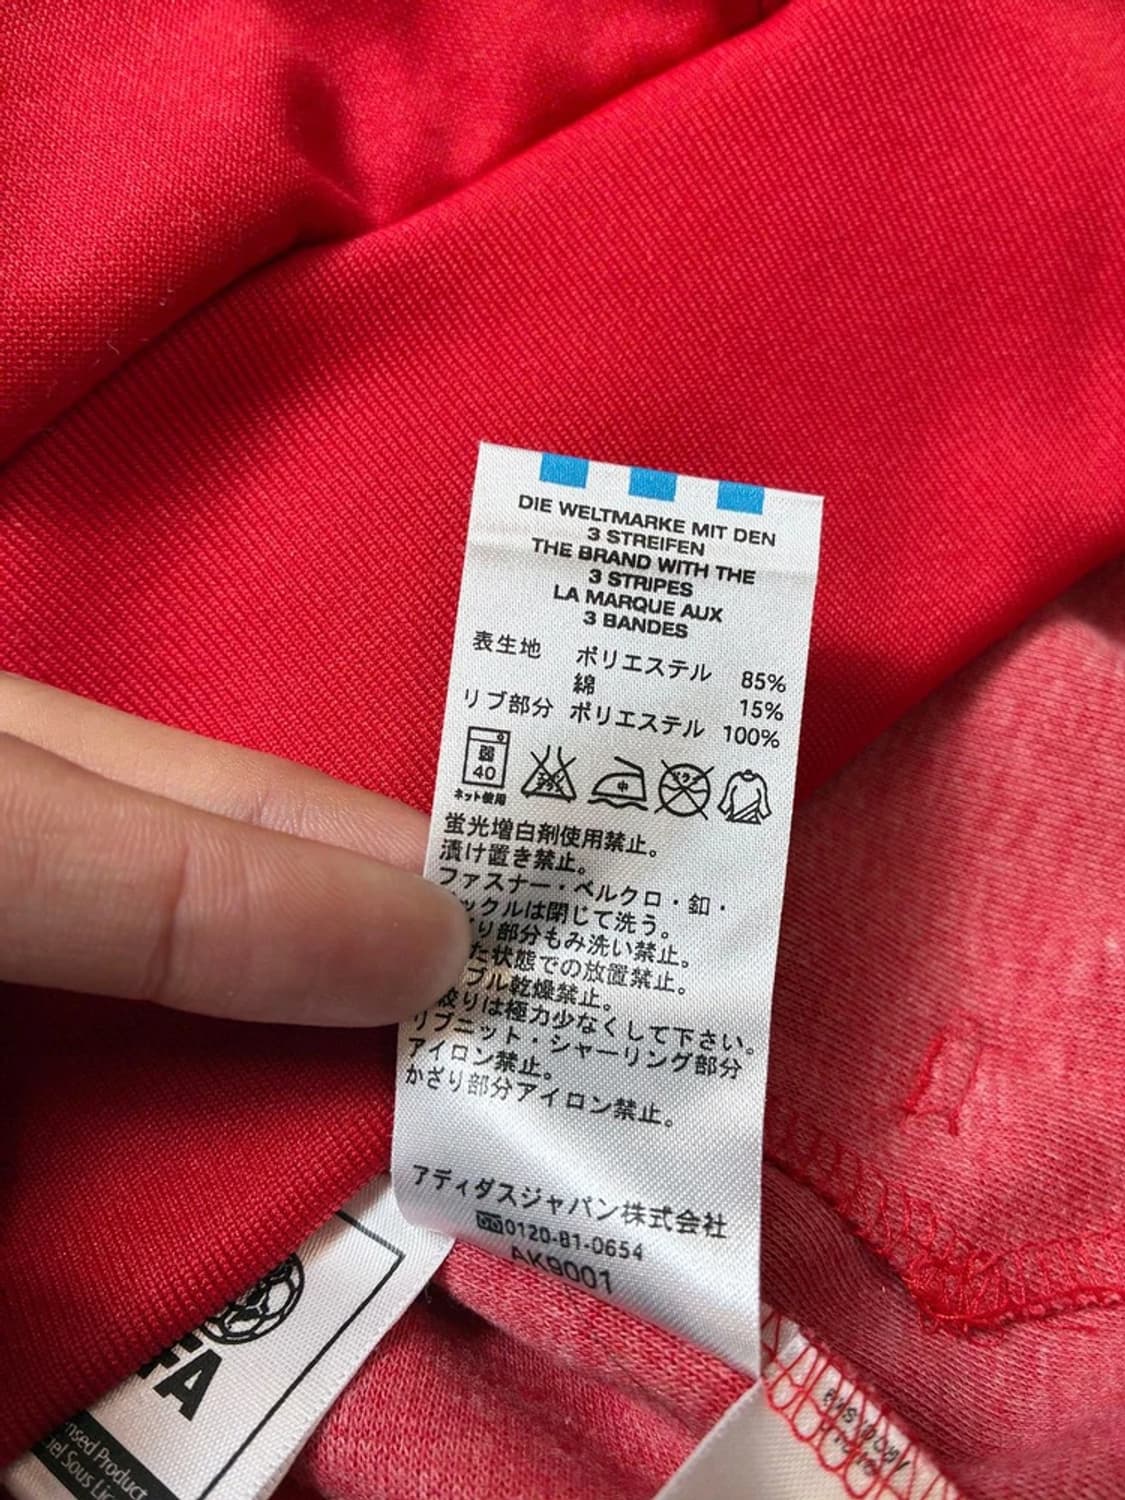 DIE WELTMARKE MIT DEN
3 STREIFEN
THE BRAND WITH THE
3 STRIPES
LA MARQUE AUX
3 BANDES
表生地 ポリエステル 85%
綿 15%
リブ部分 ポリエステル 100%
弱
40
ネット使用
中
蛍光増白剤使用禁止。
漬け置き禁止。
ファスナー・ベルクロ・釦・
ックルは閉じて洗う。
り部分もみ洗い禁止。
た状態での放置禁止。
ブル乾燥禁止。
絞りは極力少なくして下さい。
リブニット・シャーリング部分
アイロン禁止。
かざり部分アイロン禁止。
アディダスジャパン株式会社
0120-81-0654
AK9001
FA
nsed Product
iel Sous Lic